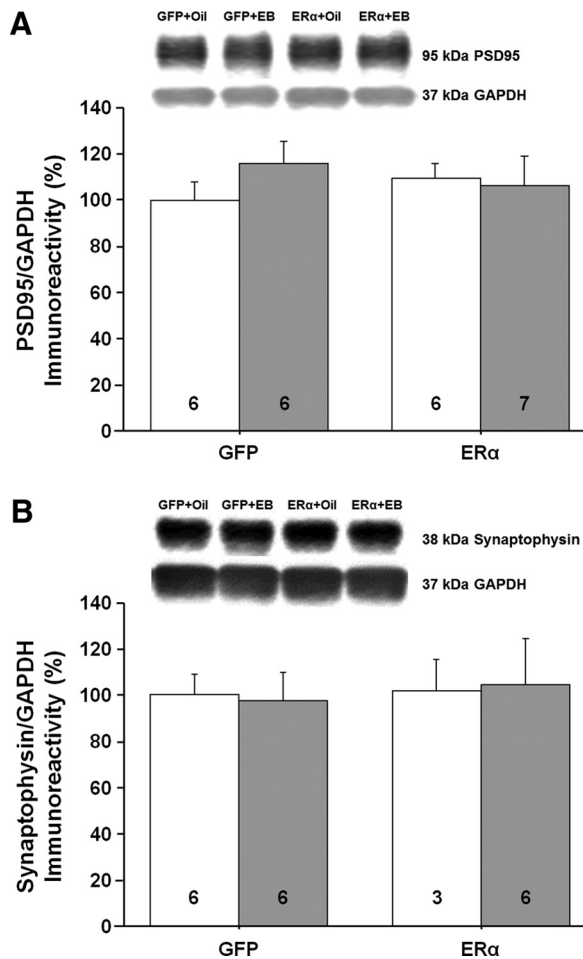 A
GFP+Oil GFP+EB ERα+Oil ERα+EB
95 kDa PSD95
37 kDa GAPDH
PSD95/GAPDH
Immunoreactivity (%)
140
120
100
80
60
40
20
0
6 6 6 7
GFP ERα
B
GFP+Oil GFP+EB ERα+Oil ERα+EB
38 kDa Synaptophysin
37 kDa GAPDH
Synaptophysin/GAPDH
Immunoreactivity (%)
140
120
100
80
60
40
20
0
6 6 3 6
GFP ERα